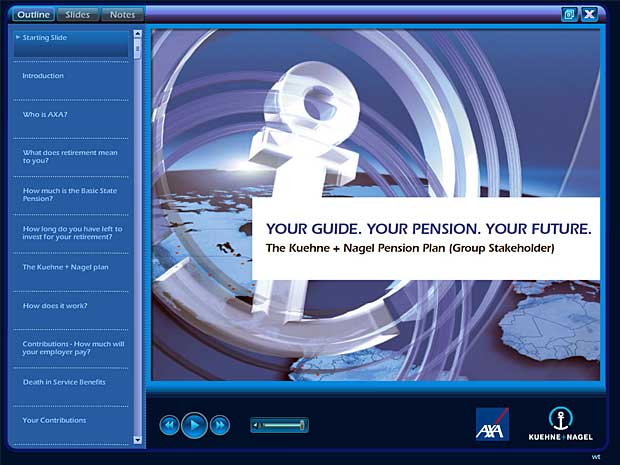 Outline
Slides
Notes
Starting Slide
Introduction
Who is AXA?
What does retirement mean
to you?
How much is the Basic State
Pension?
How long do you have left to
invest for your retirement?
The Kuehne + Nagel plan
How does it work?
Contributions - How much will
your employer pay?
Death in Service Benefits
Your Contributions
YOUR GUIDE. YOUR PENSION. YOUR FUTURE.
The Kuehne + Nagel Pension Plan (Group Stakeholder)
AXA
KUEHNE+NAGEL
wt